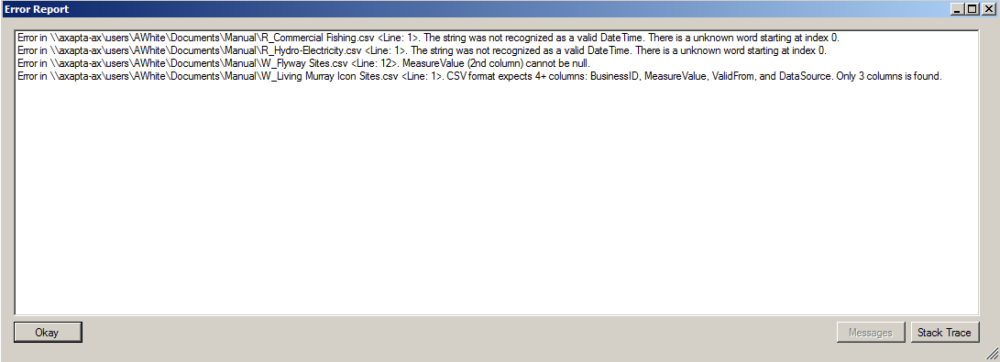 Error Report
Error in \\axapta-ax\users\AWhite\Documents\Manual\R_Commercial Fishing.csv <Line: 1>. The string was not recognized as a valid DateTime. There is a unknown word starting at index 0.
Error in \\axapta-ax\users\AWhite\Documents\Manual\R_Hydro-Electricity.csv <Line: 1>. The string was not recognized as a valid DateTime. There is a unknown word starting at index 0.
Error in \\axapta-ax\users\AWhite\Documents\Manual\W_Flyway Sites.csv <Line: 12>. MeasureValue (2nd column) cannot be null.
Error in \\axapta-ax\users\AWhite\Documents\Manual\W_Living Murray Icon Sites.csv <Line: 1>. CSV format expects 4+ columns: BusinessID, MeasureValue, ValidFrom, and DataSource. Only 3 columns is found.
Okay Messages Stack Trace